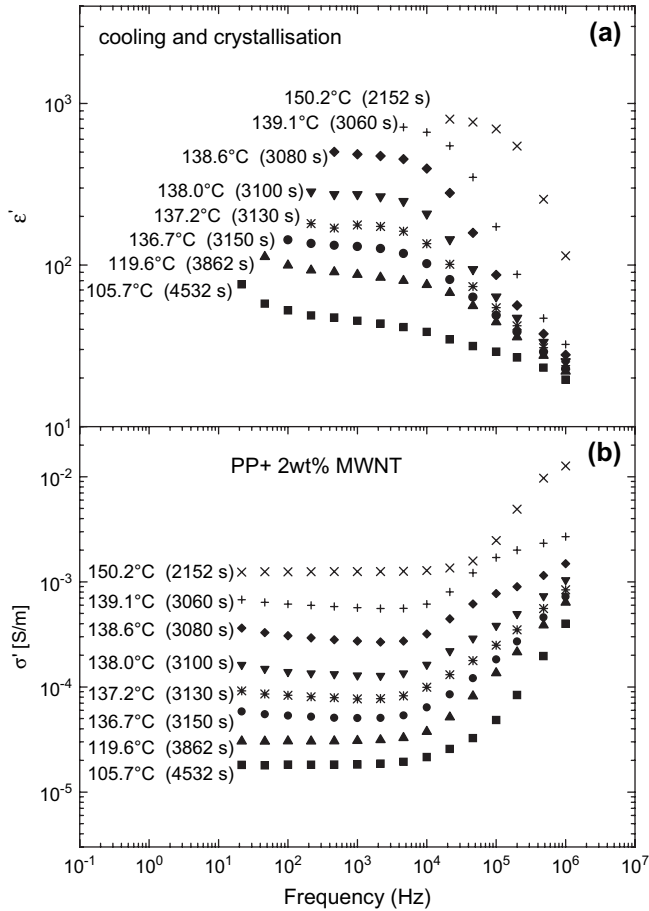 (a)
cooling and crystallisation
150.2°C (2152 s)
139.1°C (3060 s)
138.6°C (3080 s)
138.0°C (3100 s)
137.2°C (3130 s)
136.7°C (3150 s)
119.6°C (3862 s)
105.7°C (4532 s)
10³
10²
10¹
ε'
(b)
PP+ 2wt% MWNT
150.2°C (2152 s)
139.1°C (3060 s)
138.6°C (3080 s)
138.0°C (3100 s)
137.2°C (3130 s)
136.7°C (3150 s)
119.6°C (3862 s)
105.7°C (4532 s)
10⁻²
10⁻³
10⁻⁴
10⁻⁵
σ' [S/m]
10⁻¹ 10⁰ 10¹ 10² 10³ 10⁴ 10⁵ 10⁶ 10⁷
Frequency (Hz)